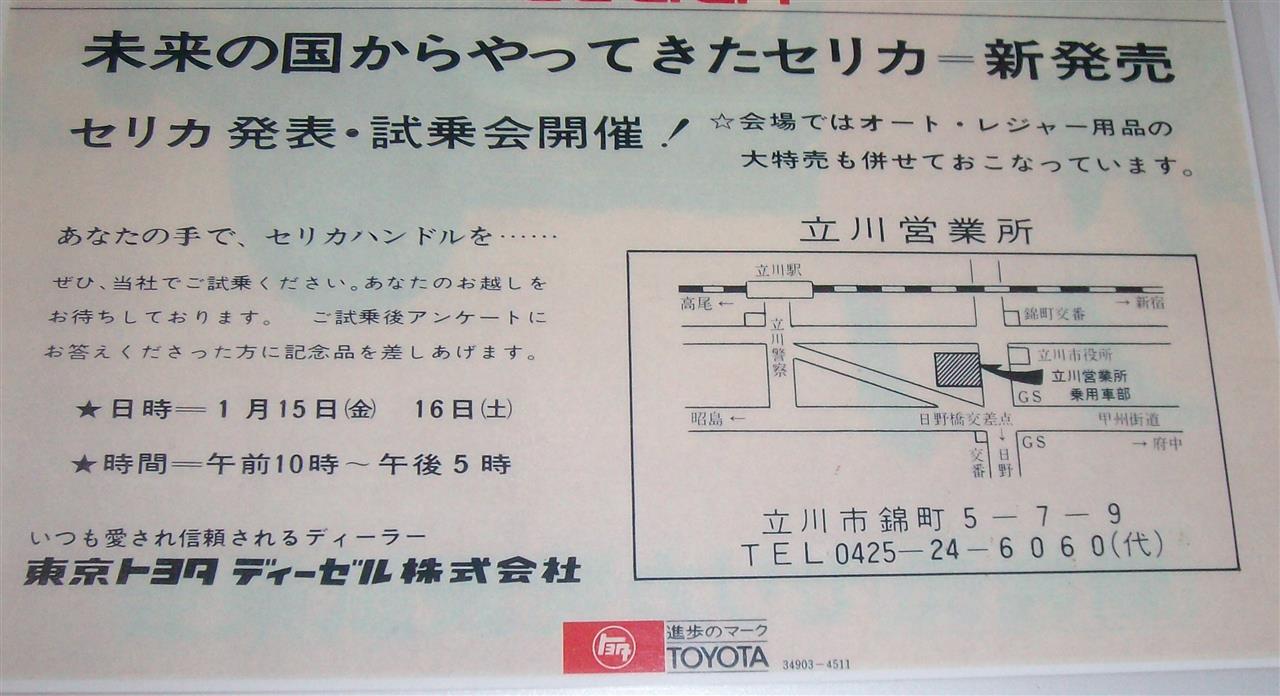 未来の国からやってきたセリカ＝新発売
セリカ発表・試乗会開催！
☆会場ではオート・レジャー用品の
大特売も併せておこなっています。
あなたの手で、セリカハンドルを……
ぜひ、当社でご試乗ください。あなたのお越しを
お待ちしております。　ご試乗後アンケートに
お答えくださった方に記念品を差しあげます。
★日時＝1月15日㈮　16日㈯
★時間＝午前10時～午後5時
いつも愛され信頼されるディーラー
東京トヨタディーゼル株式会社
立川営業所
立川駅
高尾←
→新宿
錦町交番
立川警察
立川市役所
立川営業所
乗用車部
GS
昭島←
日野橋交差点
甲州街道
交番
↓日野
GS
→府中
立川市錦町5－7－9
TEL0425－24－6060(代)
トヨタ
進歩のマーク
TOYOTA
34903－4511